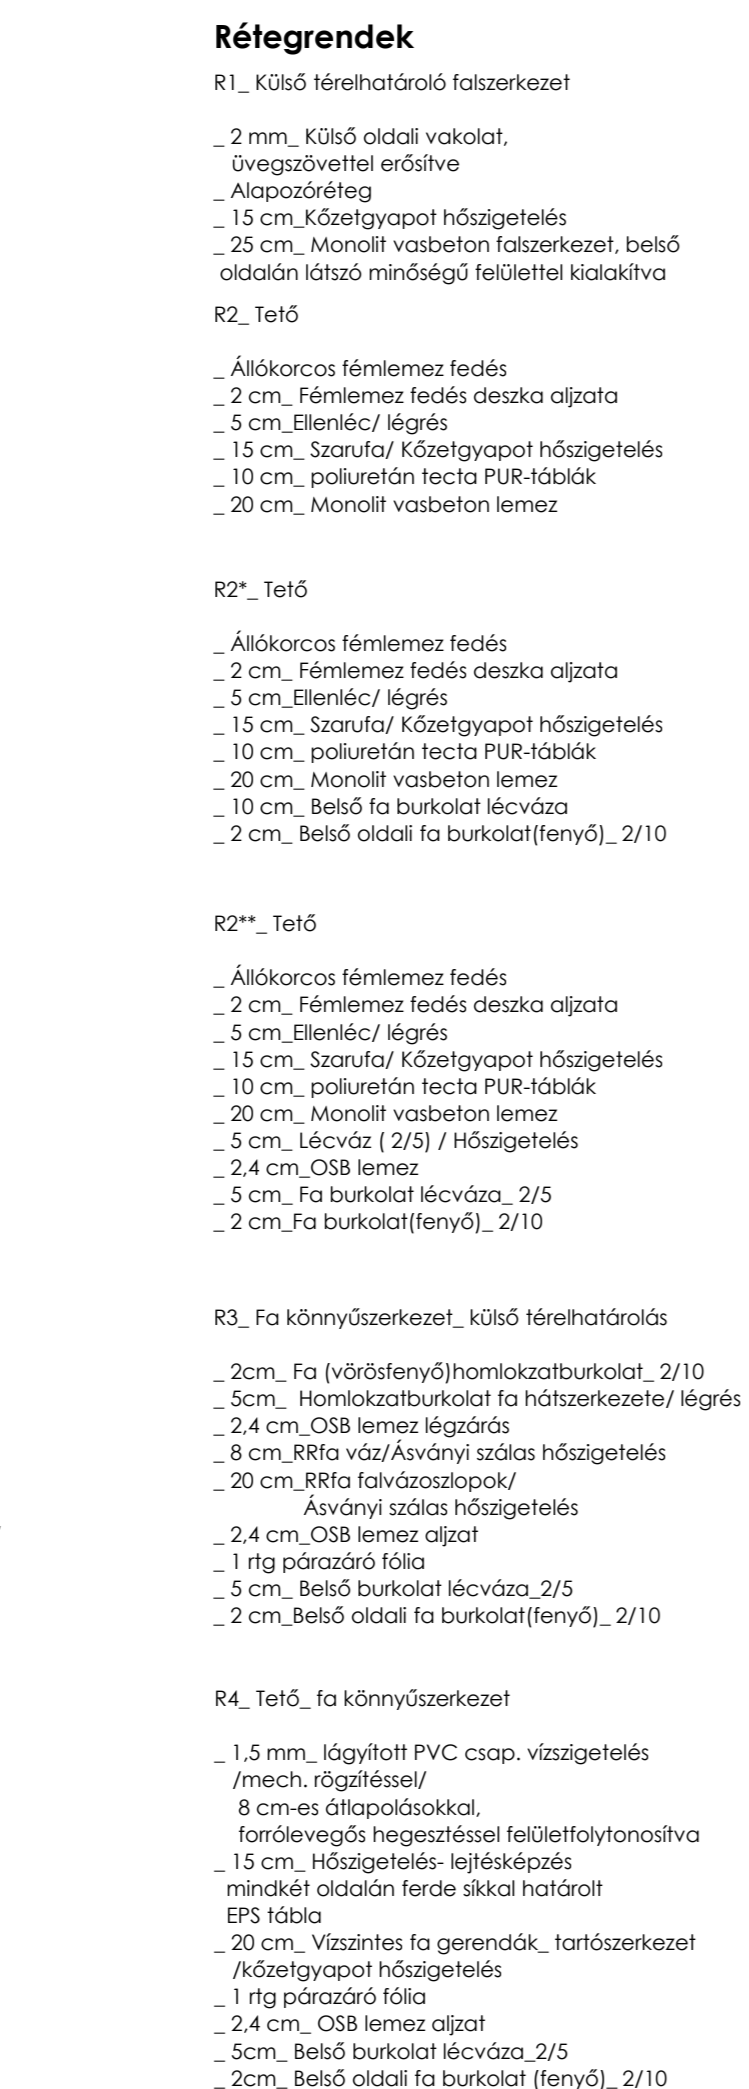 Rétegrendek
R1_ Külső térelhatároló falszerkezet
_ 2 mm_ Külső oldali vakolat,
üvegszövettel erősítve
_ Alapozóréteg
_ 15 cm_Kőzetgyapot hőszigetelés
_ 25 cm_ Monolit vasbeton falszerkezet, belső
oldalán látszó minőségű felülettel kialakítva
R2_ Tető
_ Állókorcos fémlemez fedés
_ 2 cm_ Fémlemez fedés deszka aljzata
_ 5 cm_Ellenléc/ légrés
_ 15 cm_ Szarufa/ Kőzetgyapot hőszigetelés
_ 10 cm_ poliuretán tecta PUR-táblák
_ 20 cm_ Monolit vasbeton lemez
R2*_ Tető
_ Állókorcos fémlemez fedés
_ 2 cm_ Fémlemez fedés deszka aljzata
_ 5 cm_Ellenléc/ légrés
_ 15 cm_ Szarufa/ Kőzetgyapot hőszigetelés
_ 10 cm_ poliuretán tecta PUR-táblák
_ 20 cm_ Monolit vasbeton lemez
_ 10 cm_ Belső fa burkolat lécváza
_ 2 cm_ Belső oldali fa burkolat(fenyő)_ 2/10
R2**_ Tető
_ Állókorcos fémlemez fedés
_ 2 cm_ Fémlemez fedés deszka aljzata
_ 5 cm_Ellenléc/ légrés
_ 15 cm_ Szarufa/ Kőzetgyapot hőszigetelés
_ 10 cm_ poliuretán tecta PUR-táblák
_ 20 cm_ Monolit vasbeton lemez
_ 5 cm_ Lécváz ( 2/5) / Hőszigetelés
_ 2,4 cm_OSB lemez
_ 5 cm_ Fa burkolat lécváza_ 2/5
_ 2 cm_Fa burkolat(fenyő)_ 2/10
R3_ Fa könnyűszerkezet_ külső térelhatárolás
_ 2cm_ Fa (vörösfenyő)homlokzatburkolat_ 2/10
_ 5cm_ Homlokzatburkolat fa hátszerkezete/ légrés
_ 2,4 cm_OSB lemez légzárás
_ 8 cm_RRfa váz/Ásványi szálas hőszigetelés
_ 20 cm_RRfa falvázoszlopok/
Ásványi szálas hőszigetelés
_ 2,4 cm_OSB lemez aljzat
_ 1 rtg párazáró fólia
_ 5 cm_ Belső burkolat lécváza_2/5
_ 2 cm_Belső oldali fa burkolat(fenyő)_ 2/10
R4_ Tető_ fa könnyűszerkezet
_ 1,5 mm_ lágyított PVC csap. vízszigetelés
/mech. rögzítéssel/
8 cm-es átlapolásokkal,
forrólevegős hegesztéssel felületfolytonosítva
_ 15 cm_ Hőszigetelés- lejtésképzés
mindkét oldalán ferde síkkal határolt
EPS tábla
_ 20 cm_ Vízszintes fa gerendák_ tartószerkezet
/kőzetgyapot hőszigetelés
_ 1 rtg párazáró fólia
_ 2,4 cm_ OSB lemez aljzat
_ 5cm_ Belső burkolat lécváza_2/5
_ 2cm_ Belső oldali fa burkolat (fenyő)_ 2/10